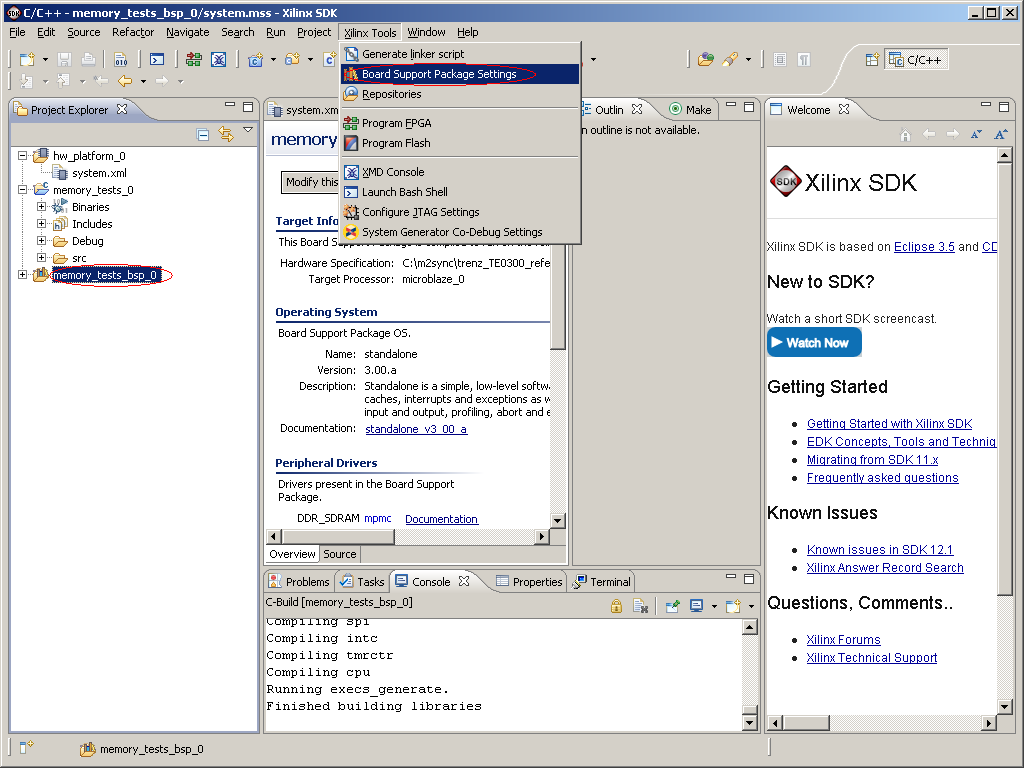 C/C++ - memory_tests_bsp_0/system.mss - Xilinx SDK
File Edit Source Refactor Navigate Search Run Project Xilinx Tools Window Help
Generate linker script
Board Support Package Settings
Repositories
Program FPGA
Program Flash
XMD Console
Launch Bash Shell
Configure JTAG Settings
System Generator Co-Debug Settings
C/C++
Project Explorer
hw_platform_0
system.xml
memory_tests_0
Binaries
Includes
Debug
src
memory_tests_bsp_0
system.xm
memory
Modify this
Target Info
This Board
Hardware Specification: C:\m2sync\trenz_TE0300_refe
Target Processor: microblaze_0
Operating System
Board Support Package OS.
Name: standalone
Version: 3.00.a
Description: Standalone is a simple, low-level softwa
caches, interrupts and exceptions as w
input and output, profiling, abort and e
Documentation: standalone_v3_00_a
Peripheral Drivers
Drivers present in the Board Support
Package.
DDR_SDRAM mpmc Documentation
Overview Source
Outlin Make
n outline is not available.
Welcome
SDK
Xilinx SDK
Xilinx SDK is based on Eclipse 3.5 and CD
New to SDK?
Watch a short SDK screencast.
Watch Now
Getting Started
Getting Started with Xilinx SDK
EDK Concepts, Tools and Techniq
Migrating from SDK 11.x
Frequently asked questions
Known Issues
Known issues in SDK 12.1
Xilinx Answer Record Search
Questions, Comments..
Xilinx Forums
Xilinx Technical Support
Problems Tasks Console Properties Terminal
C-Build [memory_tests_bsp_0]
Compiling spi
Compiling intc
Compiling tmrctr
Compiling cpu
Running execs_generate.
Finished building libraries
memory_tests_bsp_0